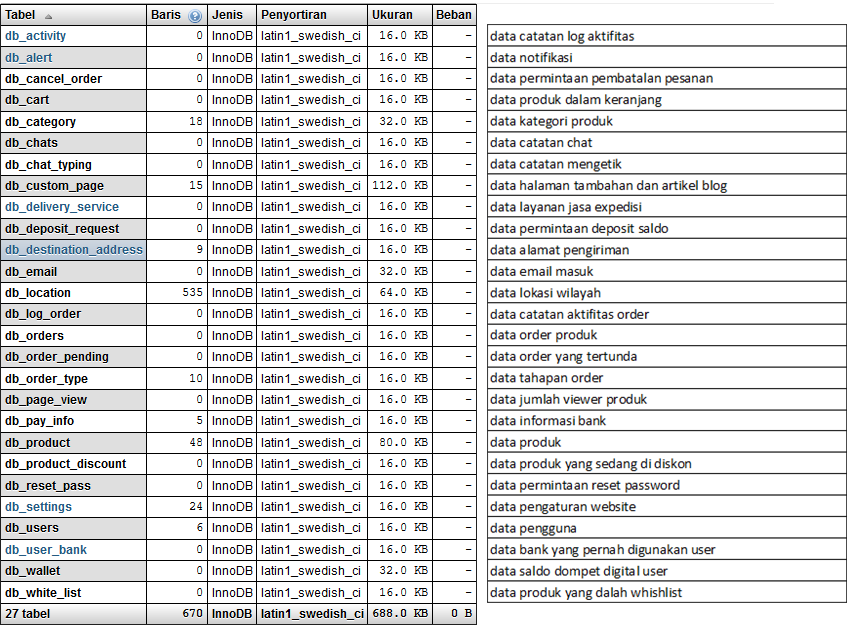 Tabel Baris Jenis Penyortiran Ukuran Beban
db_activity 0 InnoDB latin1_swedish_ci 16.0 KB - data catatan log aktifitas
db_alert 0 InnoDB latin1_swedish_ci 16.0 KB - data notifikasi
db_cancel_order 0 InnoDB latin1_swedish_ci 16.0 KB - data permintaan pembatalan pesanan
db_cart 0 InnoDB latin1_swedish_ci 16.0 KB - data produk dalam keranjang
db_category 18 InnoDB latin1_swedish_ci 32.0 KB - data kategori produk
db_chats 0 InnoDB latin1_swedish_ci 16.0 KB - data catatan chat
db_chat_typing 0 InnoDB latin1_swedish_ci 16.0 KB - data catatan mengetik
db_custom_page 15 InnoDB latin1_swedish_ci 112.0 KB - data halaman tambahan dan artikel blog
db_delivery_service 0 InnoDB latin1_swedish_ci 16.0 KB - data layanan jasa expedisi
db_deposit_request 0 InnoDB latin1_swedish_ci 16.0 KB - data permintaan deposit saldo
db_destination_address 9 InnoDB latin1_swedish_ci 16.0 KB - data alamat pengiriman
db_email 0 InnoDB latin1_swedish_ci 32.0 KB - data email masuk
db_location 535 InnoDB latin1_swedish_ci 64.0 KB - data lokasi wilayah
db_log_order 0 InnoDB latin1_swedish_ci 16.0 KB - data catatan aktifitas order
db_orders 0 InnoDB latin1_swedish_ci 16.0 KB - data order produk
db_order_pending 0 InnoDB latin1_swedish_ci 16.0 KB - data order yang tertunda
db_order_type 10 InnoDB latin1_swedish_ci 16.0 KB - data tahapan order
db_page_view 0 InnoDB latin1_swedish_ci 16.0 KB - data jumlah viewer produk
db_pay_info 5 InnoDB latin1_swedish_ci 16.0 KB - data informasi bank
db_product 48 InnoDB latin1_swedish_ci 80.0 KB - data produk
db_product_discount 0 InnoDB latin1_swedish_ci 16.0 KB - data produk yang sedang di diskon
db_reset_pass 0 InnoDB latin1_swedish_ci 16.0 KB - data permintaan reset password
db_settings 24 InnoDB latin1_swedish_ci 16.0 KB - data pengaturan website
db_users 6 InnoDB latin1_swedish_ci 16.0 KB - data pengguna
db_user_bank 0 InnoDB latin1_swedish_ci 16.0 KB - data bank yang pernah digunakan user
db_wallet 0 InnoDB latin1_swedish_ci 32.0 KB - data saldo dompet digital user
db_white_list 0 InnoDB latin1_swedish_ci 16.0 KB - data produk yang dalah whishlist
27 tabel 670 InnoDB latin1_swedish_ci 688.0 KB 0 B